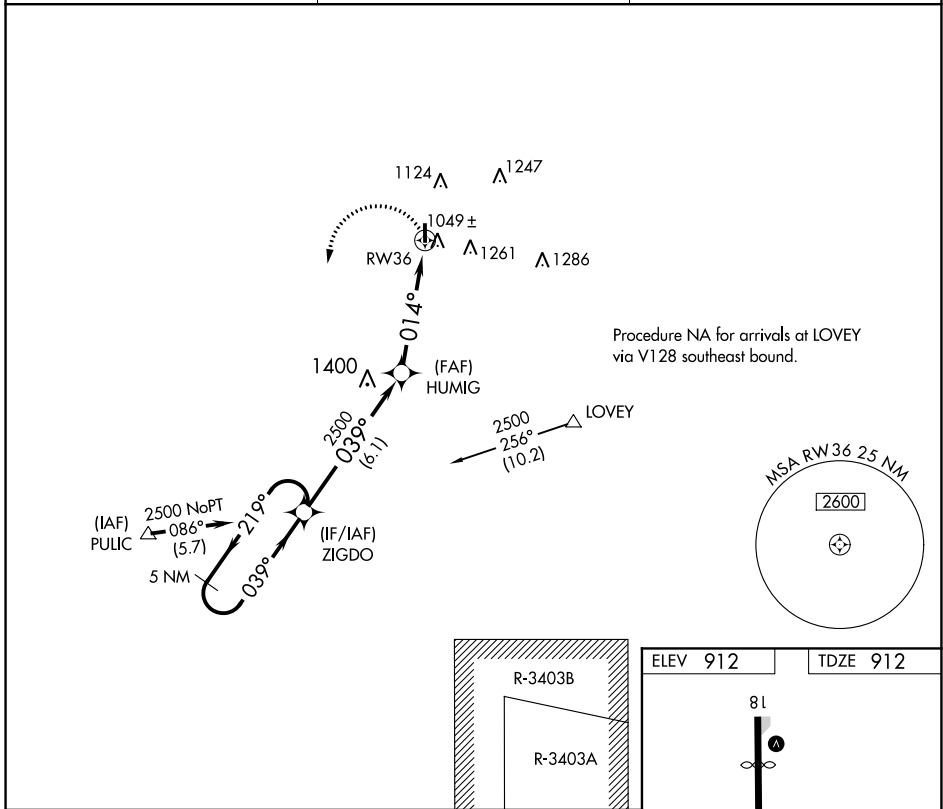 1124
1247
1049 ±
RW36
1261
1286
014°
Procedure NA for arrivals at LOVEY
via V128 southeast bound.
1400
(FAF)
HUMIG
2500
039°
(6.1)
LOVEY
2500
256°
(10.2)
MSA RW36 25 NM
2600
(IAF)
PULIC
2500 NoPT
086°
(5.7)
219°
(IF/IAF)
ZIGDO
5 NM
039°
R-3403B
R-3403A
ELEV 912
TDZE 912
18
V